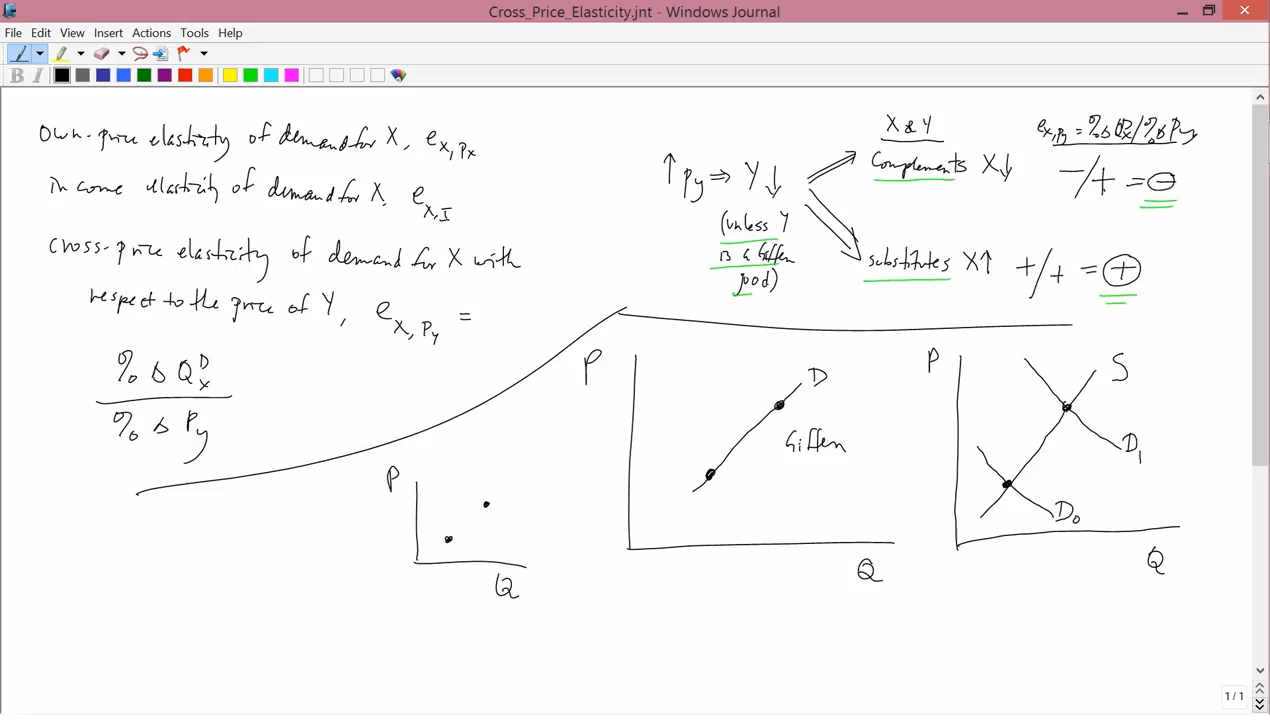 Cross_Price_Elasticity.jnt - Windows Journal
File Edit View Insert Actions Tools Help
B I
Own-price elasticity of demand for X, eX,Px
Income elasticity of demand for X, eX,I
Cross-price elasticity of demand for X with
respect to the price of Y, eX,Py =
% Δ QDx
% Δ Py
↑ Py ⇒ Y ↓
(unless Y
is a Giffen
good)
X & Y
Complements X↓
substitutes X↑
eX,Py = %ΔQDx/%ΔPy
-/+ = ⊖
+/+ = ⊕
P
Q
P
D
Giffen
Q
P
S
D1
D0
Q
1 / 1